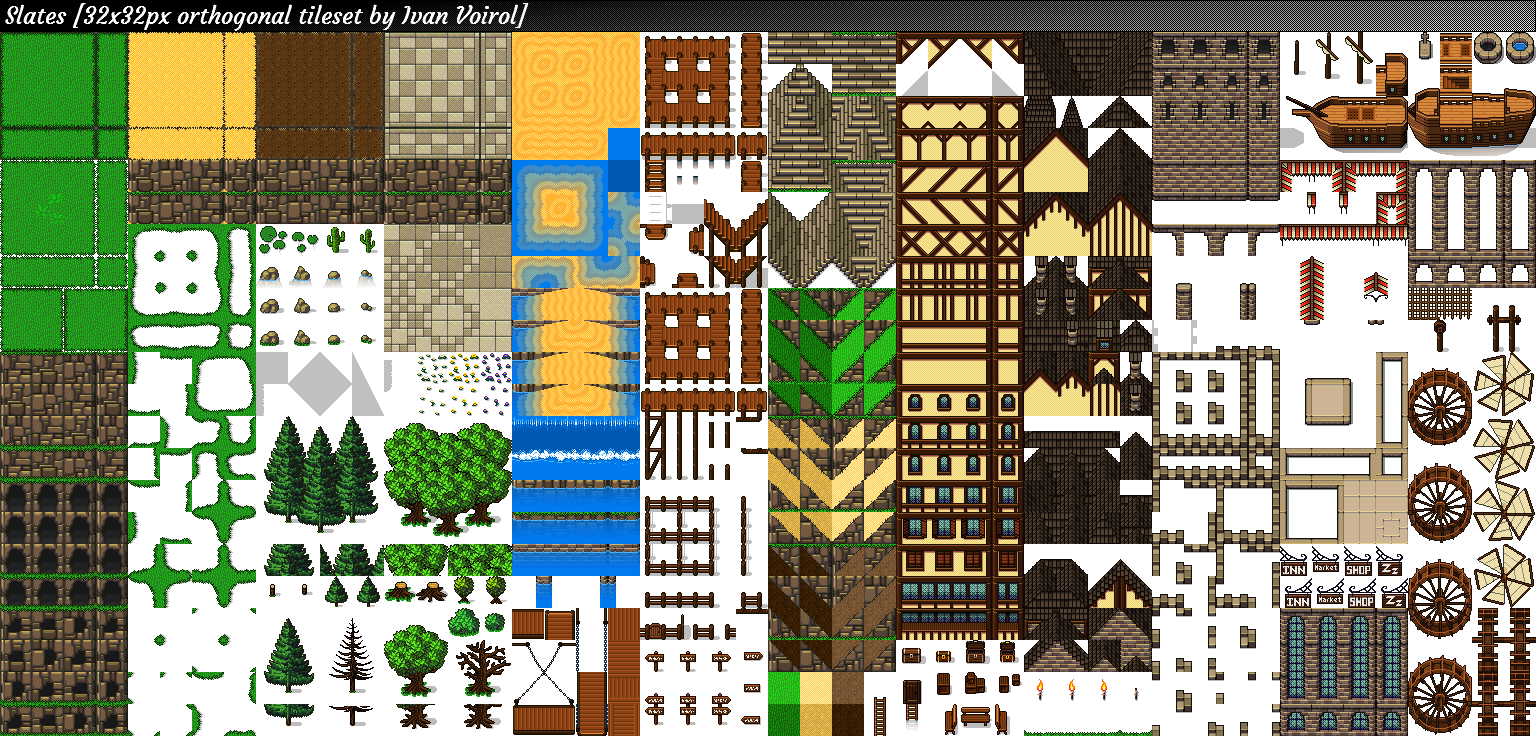 Slates [32x32px orthogonal tileset by Ivan Voirol]
INN Market SHOP Zz
INN Market SHOP Zz